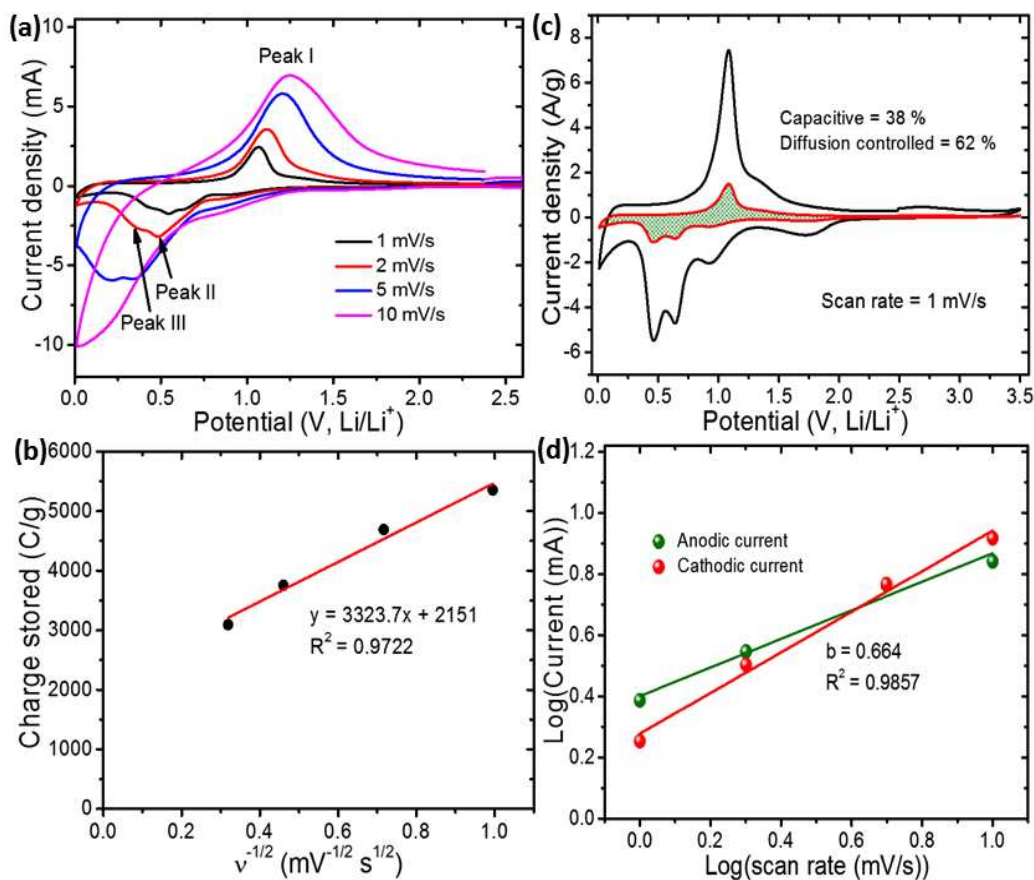 (a)
10
5
0
-5
-10
Current density (mA)
Peak I
Peak II
Peak III
1 mV/s
2 mV/s
5 mV/s
10 mV/s
0.0 0.5 1.0 1.5 2.0 2.5
Potential (V, Li/Li⁺)
(c)
8
6
4
2
0
-2
-4
-6
Current density (A/g)
Capacitive = 38 %
Diffusion controlled = 62 %
Scan rate = 1 mV/s
0.0 0.5 1.0 1.5 2.0 2.5 3.0 3.5
Potential (V, Li/Li⁺)
(b)
6000
5000
4000
3000
2000
1000
0
Charge stored (C/g)
y = 3323.7x + 2151
R² = 0.9722
0.0 0.2 0.4 0.6 0.8 1.0
ν⁻¹/² (mV⁻¹/² s¹/²)
(d)
1.2
1.0
0.8
0.6
0.4
0.2
0.0
Log(Current (mA))
Anodic current
Cathodic current
b = 0.664
R² = 0.9857
0.0 0.2 0.4 0.6 0.8 1.0
Log(scan rate (mV/s))